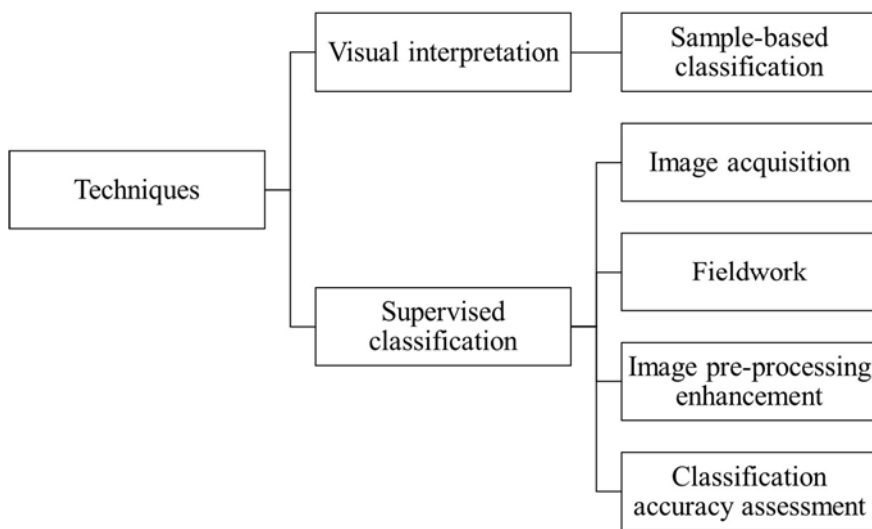 Visual interpretation
Sample-based
classification
Techniques
Image acquisition
Fieldwork
Supervised
classification
Image pre-processing
enhancement
Classification
accuracy assessment